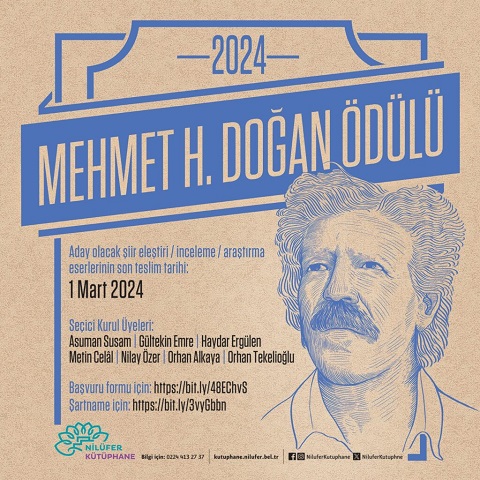 2024
MEHMET H. DOĞAN ÖDÜLÜ
Aday olacak şiir eleştiri / inceleme / araştırma
eserlerinin son teslim tarihi:
1 Mart 2024
Seçici Kurul Üyeleri:
Asuman Susam | Gültekin Emre | Haydar Ergülen
Metin Celâl | Nilay Özer | Orhan Alkaya | Orhan Tekelioğlu
Başvuru formu için: https://bit.ly/48EChvS
Şartname için: https://bit.ly/3vyGbbn
NİLÜFER
KÜTÜPHANE
Bilgi için: 0224 413 27 37 | kutuphane.nilufer.bel.tr | NiluferKutuphane NiluferKutuphne